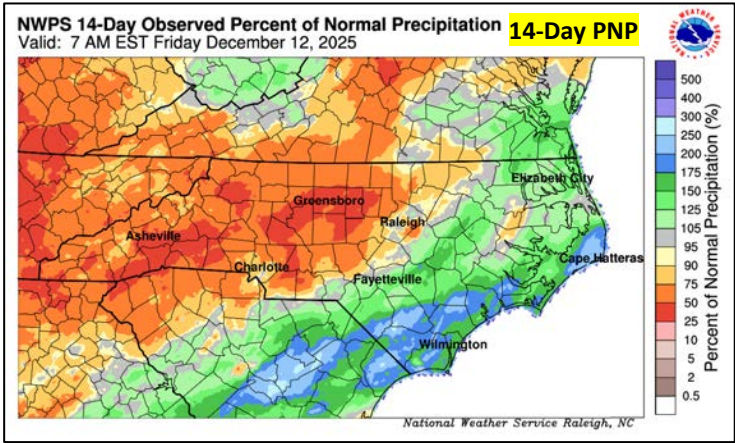 NWPS 14-Day Observed Percent of Normal Precipitation
14-Day PNP
Valid: 7 AM EST Friday December 12, 2025
NATIONAL WEATHER SERVICE
Elizabeth City
Greensboro
Raleigh
Asheville
Cape Hatteras
Charlotte
Fayetteville
Wilmington
500
400
300
250
200
175
150
125
105
95
90
75
50
25
10
5
2
0.5
Percent of Normal Precipitation (%)
National Weather Service Raleigh, NC